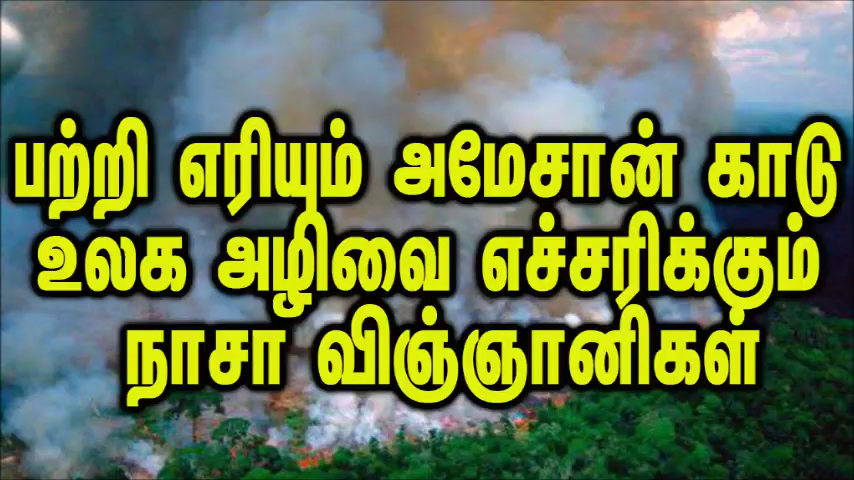 பற்றி எரியும் அமேசான் காடு
உலக அழிவை எச்சரிக்கும்
நாசா விஞ்ஞானிகள்